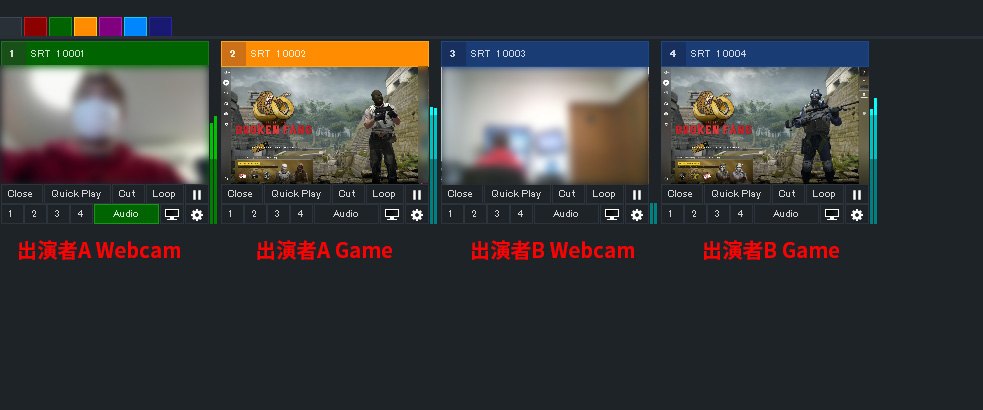 1 SRT 10001
2 SRT 10002
3 SRT 10003
4 SRT 10004
BROKEN FANG
BROKEN FANG
Close Quick Play Cut Loop
Close Quick Play Cut Loop
Close Quick Play Cut Loop
Close Quick Play Cut Loop
1 2 3 4 Audio
1 2 3 4 Audio
1 2 3 4 Audio
1 2 3 4 Audio
出演者A Webcam
出演者A Game
出演者B Webcam
出演者B Game